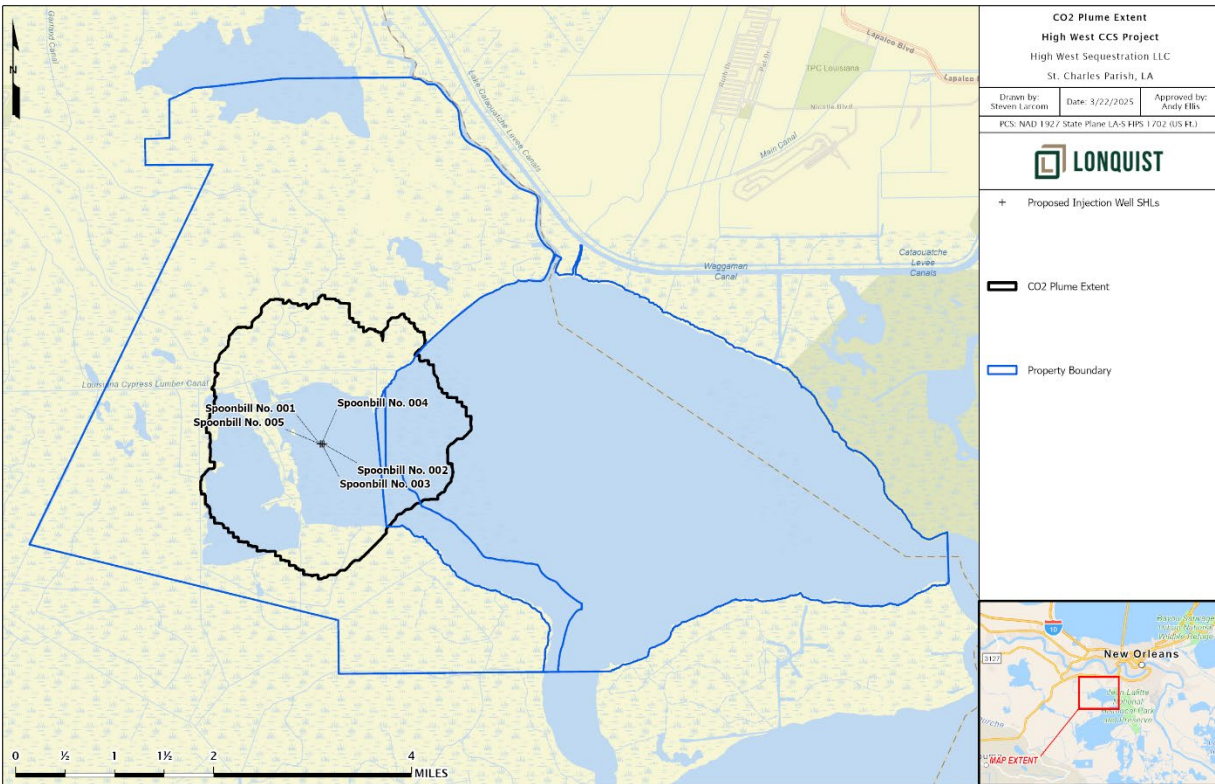 CO2 Plume Extent
High West CCS Project
High West Sequestration LLC
St. Charles Parish, LA
Drawn by:
Steven Larcom
Date: 3/22/2025
Approved by:
Andy Ellis
PCS: NAD 1927 State Plane LA-S FIPS 1702 (US Ft.)
LONQUIST
Proposed Injection Well SHLs
CO2 Plume Extent
Property Boundary
N
Garland Canal
Lake Cataouatche Levee Canals
Lapalco Blvd
Lapalco
TPC Louisiana
Nicolle Blvd
Main Canal
Waggaman
Canal
Cataouatche
Levee
Canals
Louisiana Cypress Lumber Canal
Spoonbill No. 001
Spoonbill No. 004
Spoonbill No. 005
Spoonbill No. 002
Spoonbill No. 003
0 ½ 1 1½ 2 4
MILES
10
3127
New Orleans
MAP EXTENT